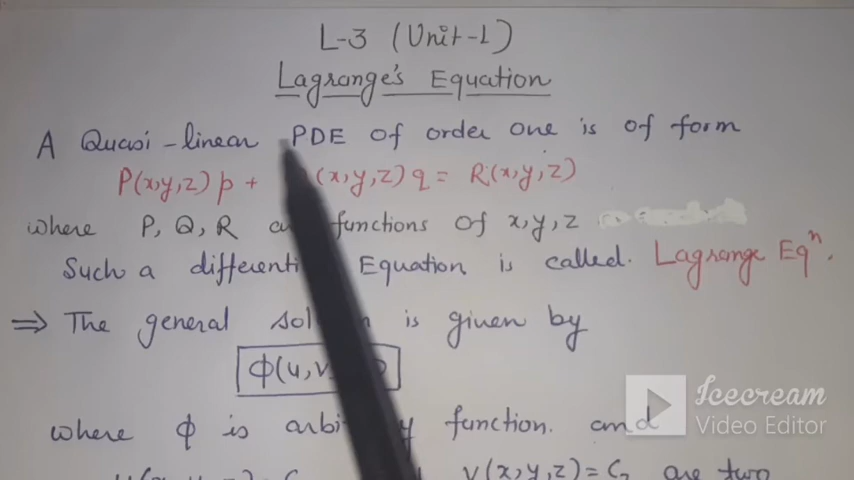 L-3 (Unit-1)
Lagrange's Equation
A Quasi-linear PDE of order one is of form
P(x,y,z) p + (x,y,z) q = R(x,y,z)
where P, Q, R functions of x,y,z
Such a differenti Equation is called Lagrange Eqⁿ.
⇒ The general is given by
ϕ(u,v
where ϕ is function. and
v(x,y,z) = C₂ are two
Icecream
Video Editor